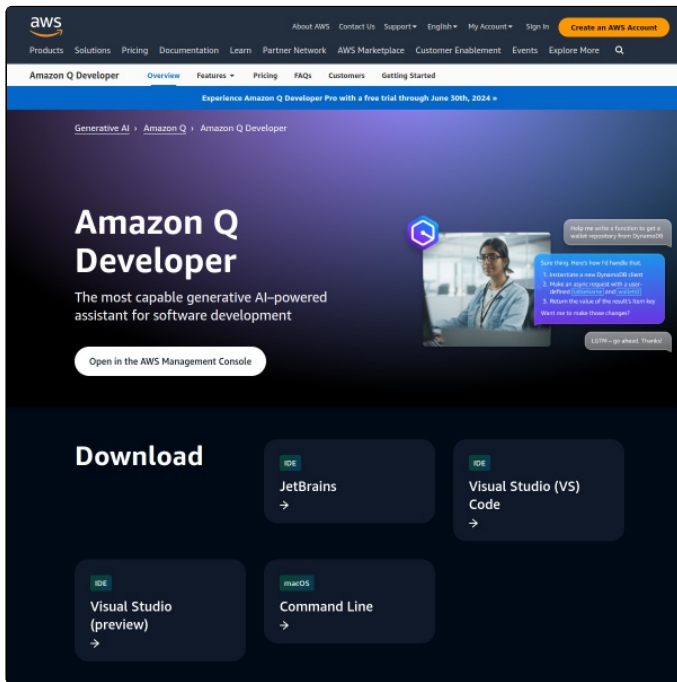 aws
About AWS Contact Us Support English My Account Sign In Create an AWS Account
Products Solutions Pricing Documentation Learn Partner Network AWS Marketplace Customer Enablement Events Explore More
Amazon Q Developer Overview Features Pricing FAQs Customers Getting Started
Experience Amazon Q Developer Pro with a free trial through June 30th, 2024 »
Generative AI › Amazon Q › Amazon Q Developer
Amazon Q
Developer
The most capable generative AI–powered
assistant for software development
Open in the AWS Management Console
Help me write a function to get a
wallet repository from DynamoDB
Sure thing. Here's how I'd handle that.
1. Instantiate a new DynamoDB client
2. Make an async request with a user-
defined [tableName] and [walletId]
3. Return the value of the result's Item key
Want me to make those changes?
LGTM – go ahead. Thanks!
Download
IDE
JetBrains
→
IDE
Visual Studio (VS)
Code
→
IDE
Visual Studio
(preview)
→
macOS
Command Line
→